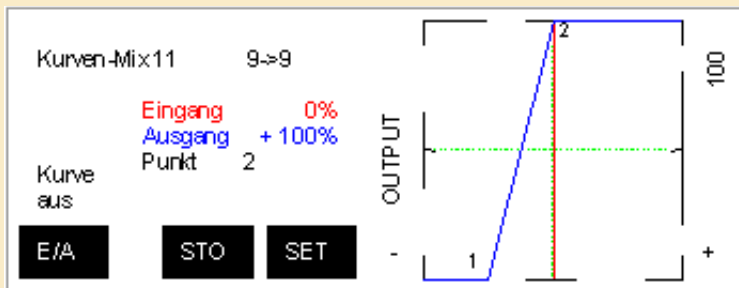 Kurven-Mix11 9->9
Eingang 0%
Ausgang + 100%
Punkt 2
Kurve
aus
E/A STO SET
OUTPUT
2
1
-
+
100